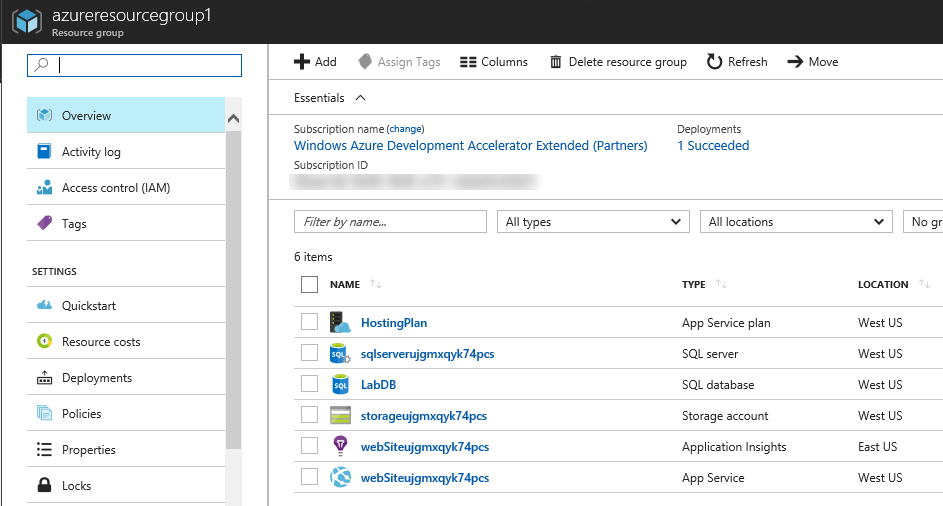 azureresourcegroup1
Resource group
Overview
Activity log
Access control (IAM)
Tags
SETTINGS
Quickstart
Resource costs
Deployments
Policies
Properties
Locks
Add Assign Tags Columns Delete resource group Refresh Move
Essentials
Subscription name (change) Deployments
Windows Azure Development Accelerator Extended (Partners) 1 Succeeded
Subscription ID
Filter by name... All types All locations No gr
6 items
NAME TYPE LOCATION
HostingPlan App Service plan West US
sqlserverujgmxqyk74pcs SQL server West US
LabDB SQL database West US
storageujgmxqyk74pcs Storage account West US
webSiteujgmxqyk74pcs Application Insights East US
webSiteujgmxqyk74pcs App Service West US